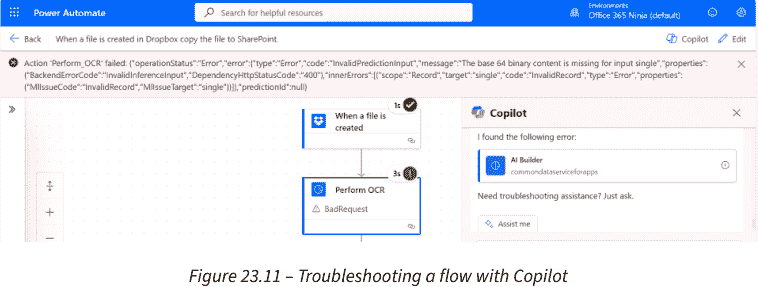 Power Automate
Search for helpful resources
Environments
Office 365 Ninja (default)
Back
When a file is created in Dropbox copy the file to SharePoint.
Copilot
Edit
Action 'Perform_OCR' failed: {"operationStatus":"Error","error":{"type":"Error","code":"InvalidPredictionInput","message":"The base 64 binary content is missing for input single","properties":
{"BackendErrorCode":"InvalidInferenceInput","DependencyHttpStatusCode":"400"},"innerErrors":[{"scope":"Record","target":"single","code":"InvalidRecord","type":"Error","properties":
{"MlIssueCode":"InvalidRecord","MlIssueTarget":"single"}}]},"predictionId":null}
1s
When a file is
created
3s
Perform OCR
BadRequest
Copilot
I found the following error:
AI Builder
commondataserviceforapps
Need troubleshooting assistance? Just ask.
Assist me
Figure 23.11 – Troubleshooting a flow with Copilot